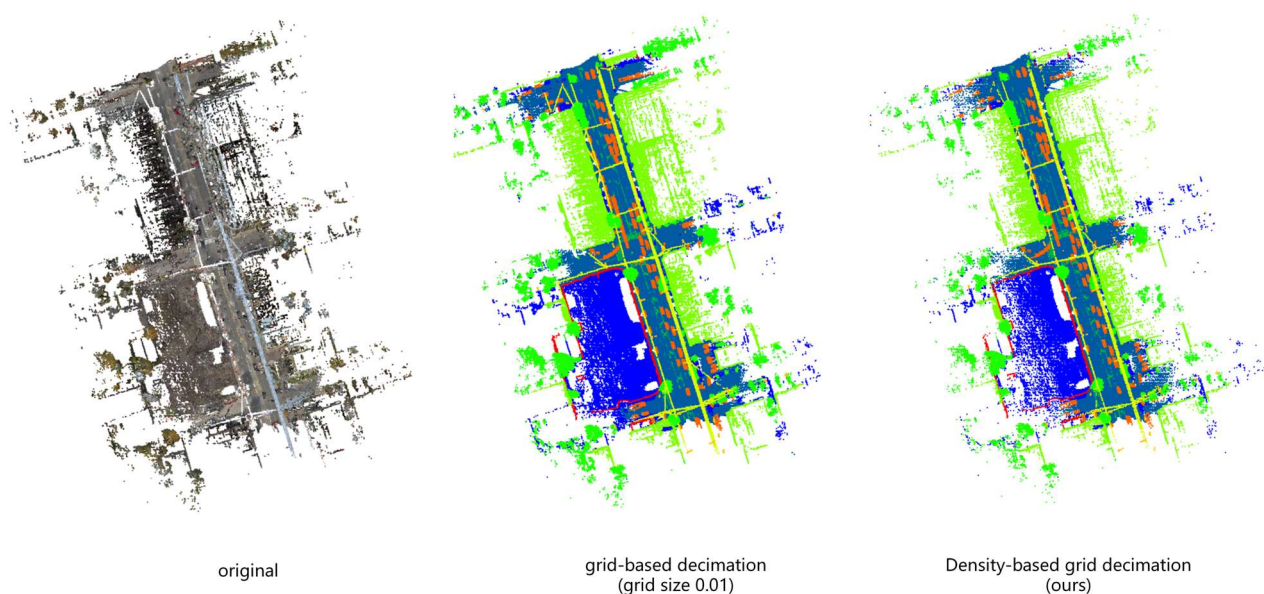 original
grid-based decimation
(grid size 0.01)
Density-based grid decimation
(ours)